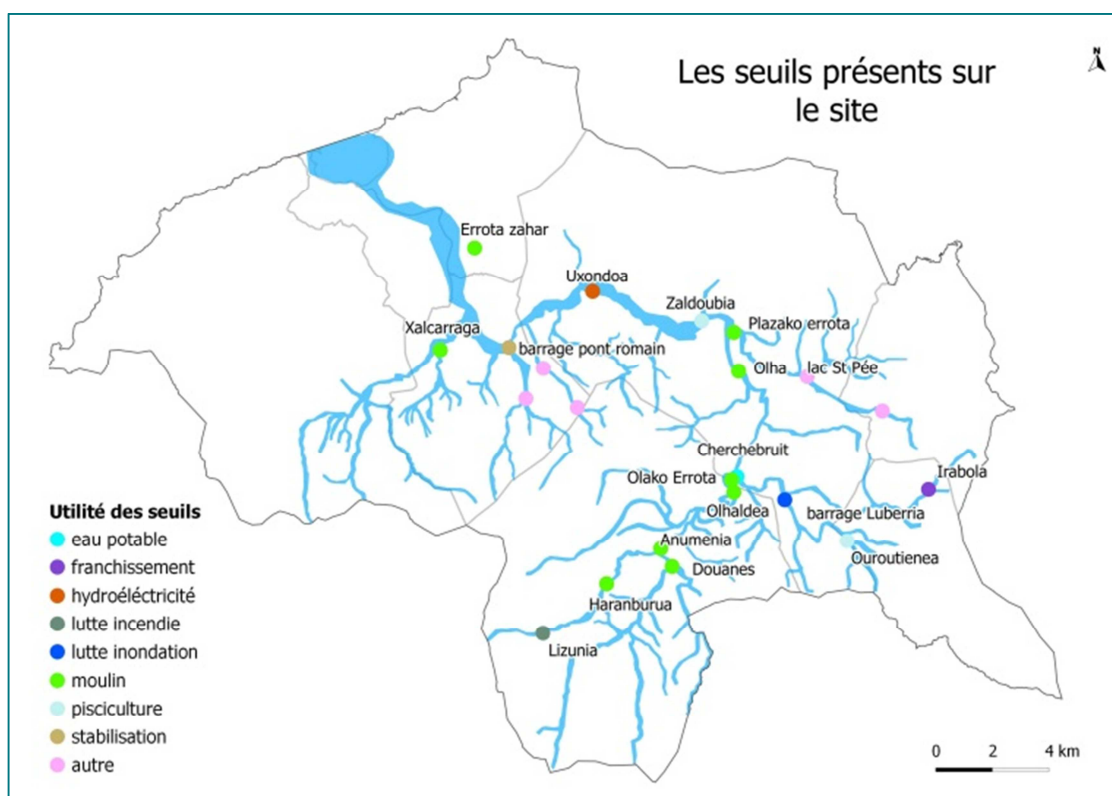 Les seuils présents sur
le site
N
Errota zahar
Uxondoa
Zaldoubia
Xalcarraga
Plazako errota
barrage pont romain
Olha
lac St Pée
Cherchebruit
Olako Errota
Irabola
Olhaldea
barrage Luberria
Anumenia
Ouroutienea
Douanes
Haranburua
Lizunia
Utilité des seuils
eau potable
franchissement
hydroéléctricité
lutte incendie
lutte inondation
moulin
pisciculture
stabilisation
autre
0 2 4 km